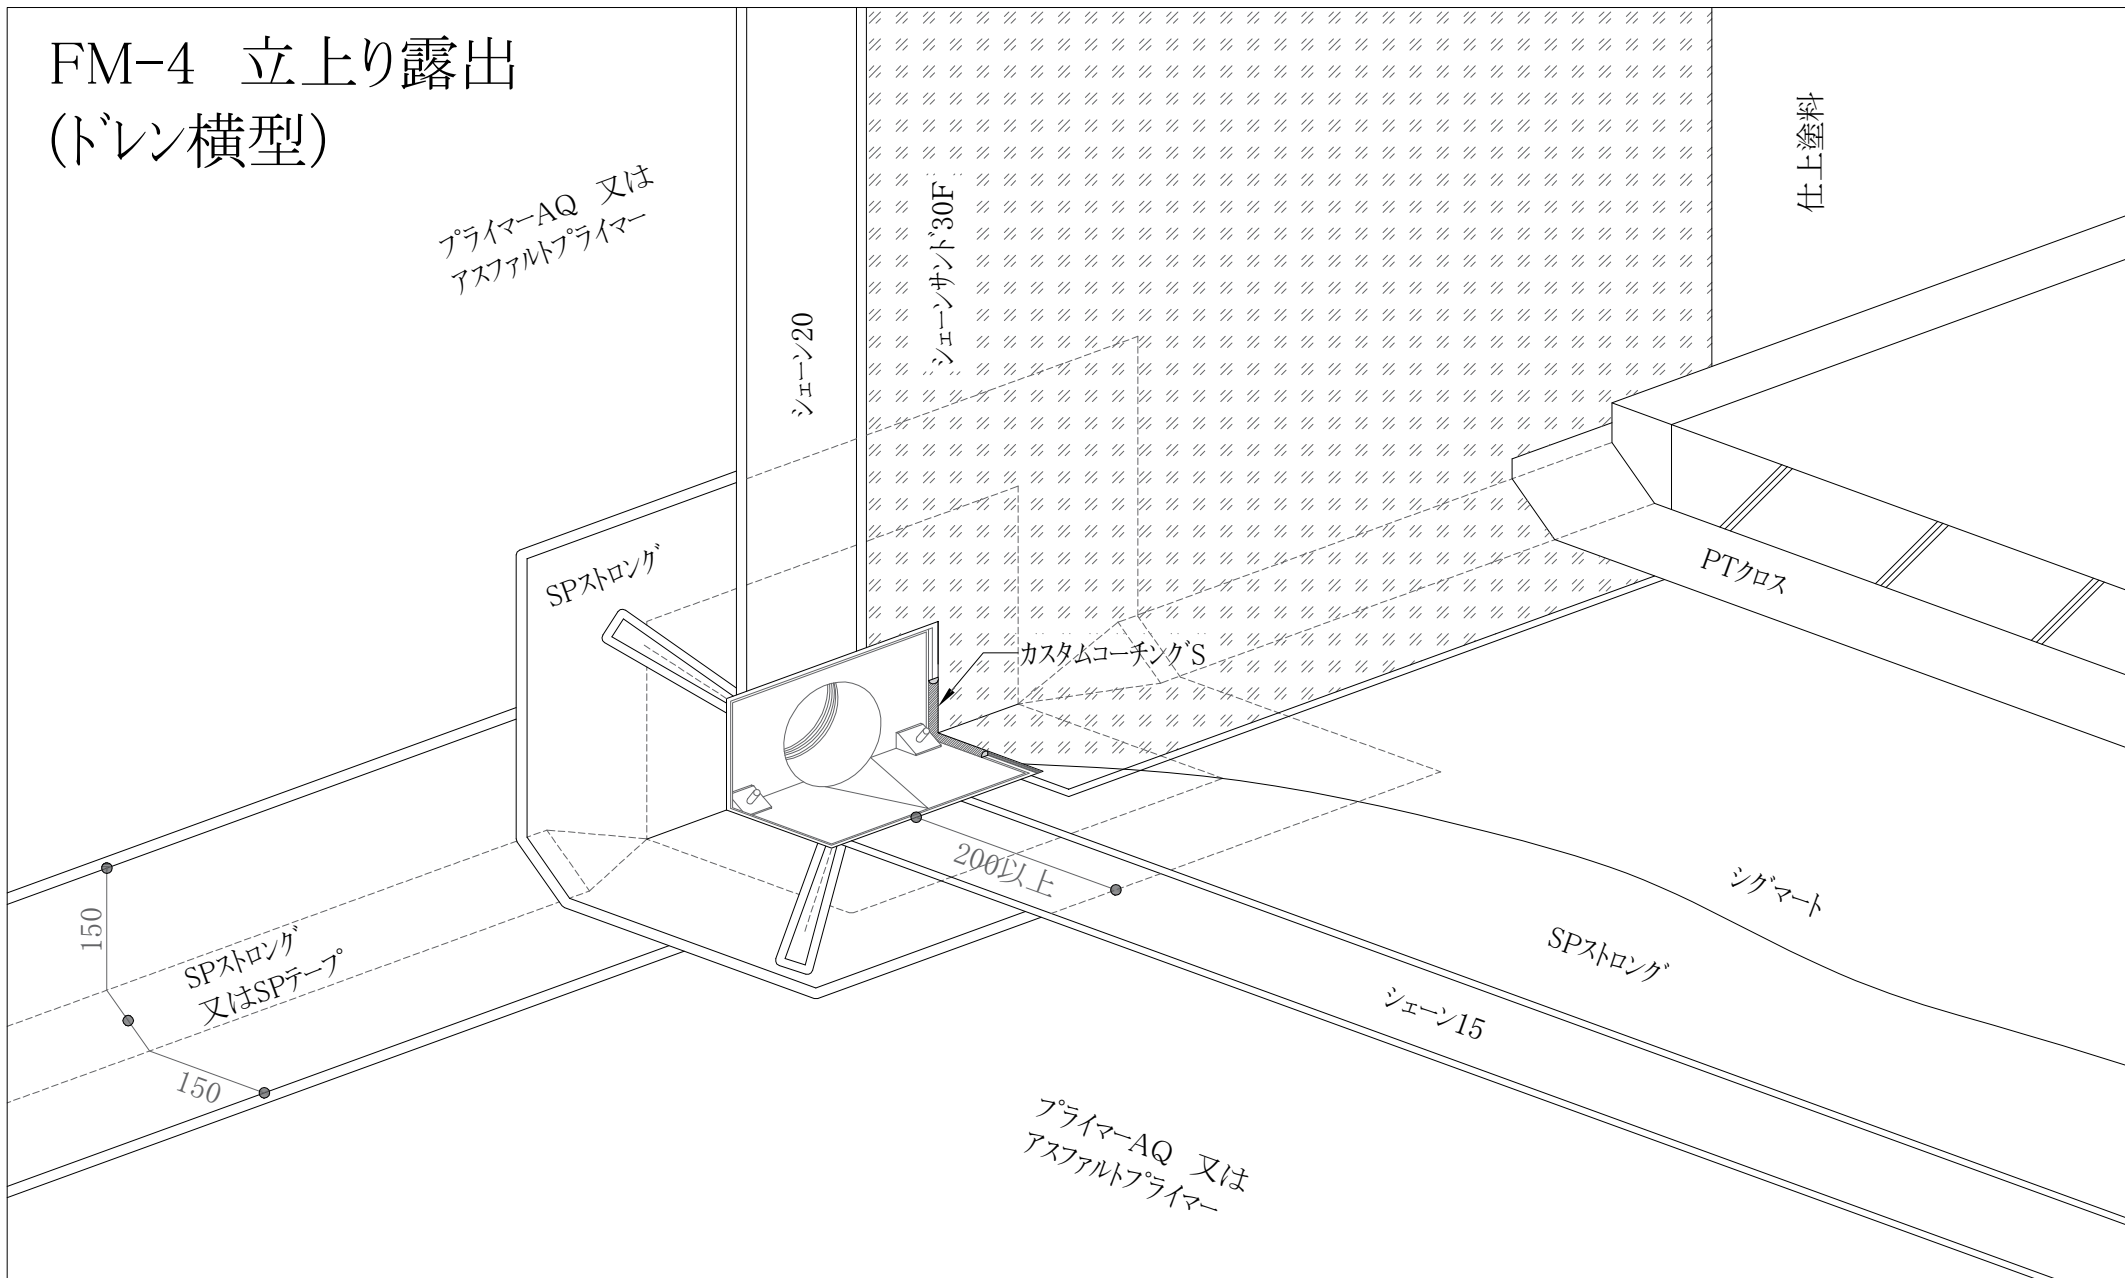 FM-4 立上り露出
(ドレン横型)
プライマーAQ 又は
アスファルトプライマー
シェーン20
シェーンサンド30F
仕上塗料
SPストロング
カスタムコーチングS
PTクロス
200以上
150
150
SPストロング
又はSPテープ
シグマート
SPストロング
シェーン15
プライマーAQ 又は
アスファルトプライマー